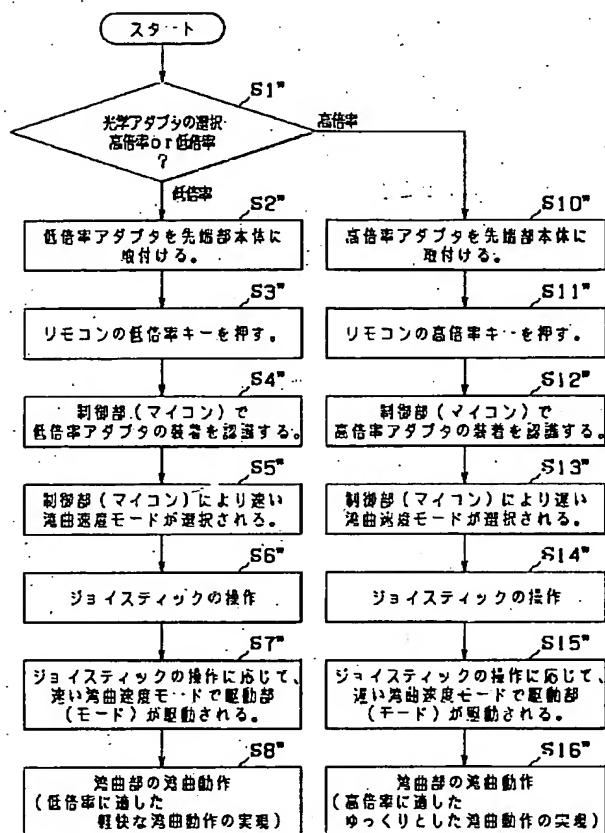 スタート
S1"
光学アダプタの選択
高倍率or低倍率
?
高倍率
低倍率
S2"
低倍率アダプタを先端部本体に
取付ける。
S3"
リモコンの低倍率キーを押す。
S4"
制御部(マイコン)で
低倍率アダプタの装着を認識する。
S5"
制御部(マイコン)により速い
湾曲速度モードが選択される。
S6"
ジョイスティックの操作
S7"
ジョイスティックの操作に応じて、
速い湾曲速度モードで駆動部
(モード)が駆動される。
S8"
湾曲部の湾曲動作
(低倍率に適した
軽快な湾曲動作の実現)
S10"
高倍率アダプタを先端部本体に
取付ける。
S11"
リモコンの高倍率キーを押す。
S12"
制御部(マイコン)で
高倍率アダプタの装着を認識する。
S13"
制御部(マイコン)により遅い
湾曲速度モードが選択される。
S14"
ジョイスティックの操作
S15"
ジョイスティックの操作に応じて、
遅い湾曲速度モードで駆動部
(モード)が駆動される。
S16"
湾曲部の湾曲動作
(高倍率に適した
ゆっくりとした湾曲動作の実現)